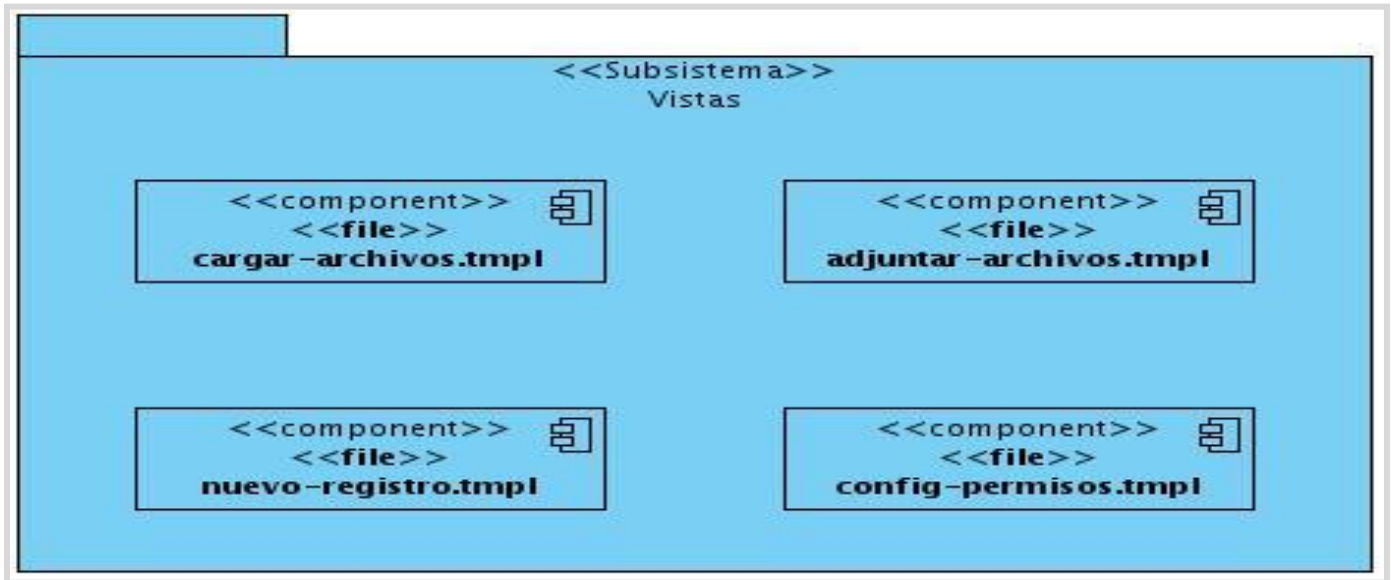 <<Subsistema>>
Vistas
<<component>>
<<file>>
cargar-archivos.tmpl
<<component>>
<<file>>
adjuntar-archivos.tmpl
<<component>>
<<file>>
nuevo-registro.tmpl
<<component>>
<<file>>
config-permisos.tmpl